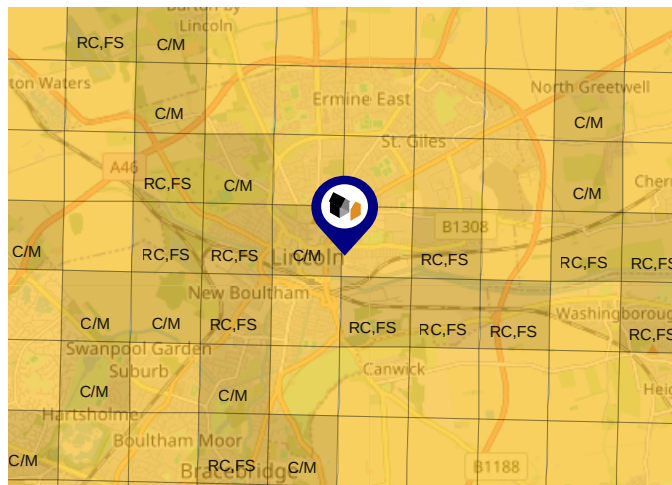 Burton by
Lincoln
RC,FS
C/M
ton Waters
North Greetwell
Ermine East
C/M
C/M
St. Giles
A46
RC,FS
C/M
C/M
Cherr
B1308
C/M
RC,FS
RC,FS
Lincoln
C/M
RC,FS
RC,FS
RC,FS
New Boultham
Washingborough
C/M
C/M
RC,FS
RC,FS
RC,FS
RC,FS
RC,FS
Swanpool Garden
Suburb
Canwick
C/M
C/M
Hei
Hartsholme
Boultham Moor
C/M
RC,FS
C/M
Bracebridge
B1188